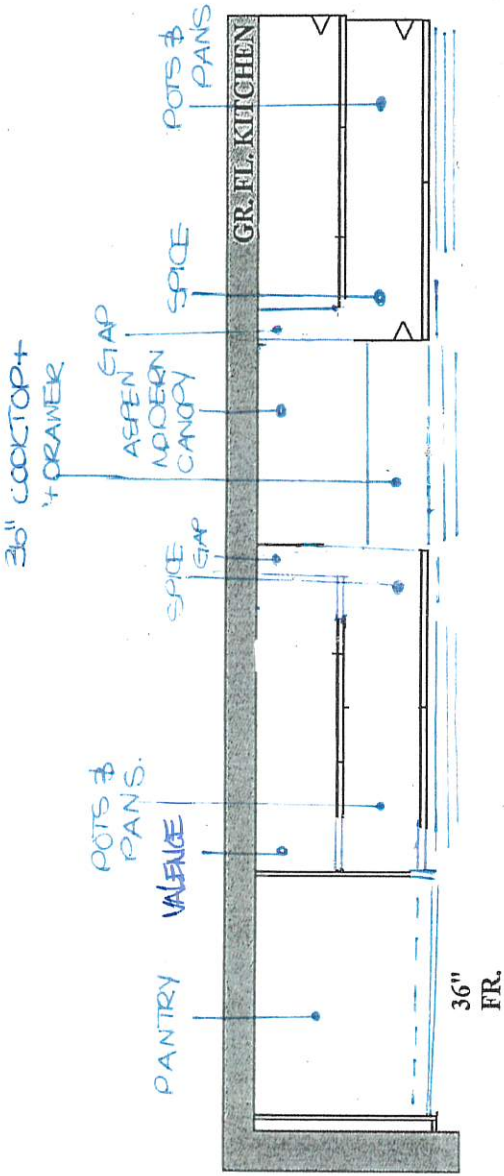 36" COOKTOP +
+ DRAWER
PANTRY
POTS &
PANS.
VALENCE
SPICE
GAP
ASPEN
MODERN
CANOPY
GAP
SPICE
POTS &
PANS
GR. FL. KITCHEN
36"
FR.